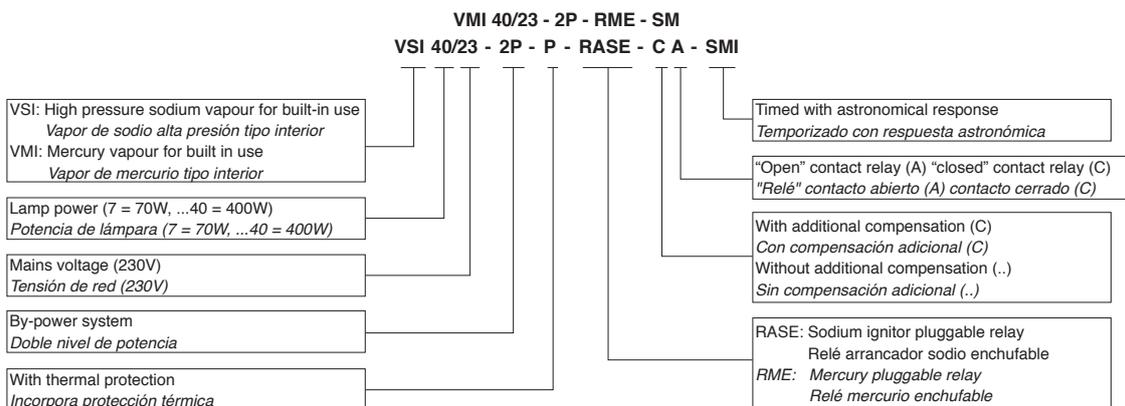 VMI 40/23 - 2P - RME - SM
VSI 40/23 - 2P - P - RASE - C A - SMI
VSI: High pressure sodium vapour for built-in use
Vapor de sodio alta presión tipo interior
VMI: Mercury vapour for built in use
Vapor de mercurio tipo interior
Lamp power (7 = 70W, ...40 = 400W)
Potencia de lámpara (7 = 70W, ...40 = 400W)
Mains voltage (230V)
Tensión de red (230V)
By-power system
Doble nivel de potencia
With thermal protection
Incorpora protección térmica
Timed with astronomical response
Temporizado con respuesta astronómica
“Open” contact relay (A) “closed” contact relay (C)
"Relé" contacto abierto (A) contacto cerrado (C)
With additional compensation (C)
Con compensación adicional (C)
Without additional compensation (..)
Sin compensación adicional (..)
RASE: Sodium ignitor pluggable relay
Relé arrancador sodio enchufable
RME: Mercury pluggable relay
Relé mercurio enchufable